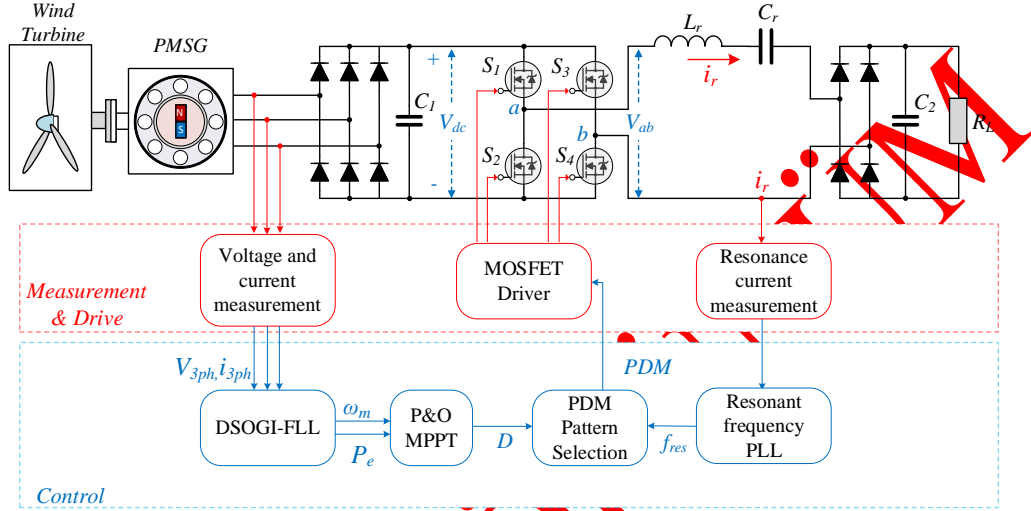 Wind
Turbine
PMSG
N
S
C1
+
Vdc
-
S1
S3
a
b
S2
S4
Vab
Lr
ir
Cr
C2
RL
ir
Voltage and
current
measurement
MOSFET
Driver
Resonance
current
measurement
Measurement
& Drive
V3ph,i3ph
PDM
DSOGI-FLL
ωm
Pe
P&O
MPPT
D
PDM
Pattern
Selection
fres
Resonant
frequency
PLL
Control